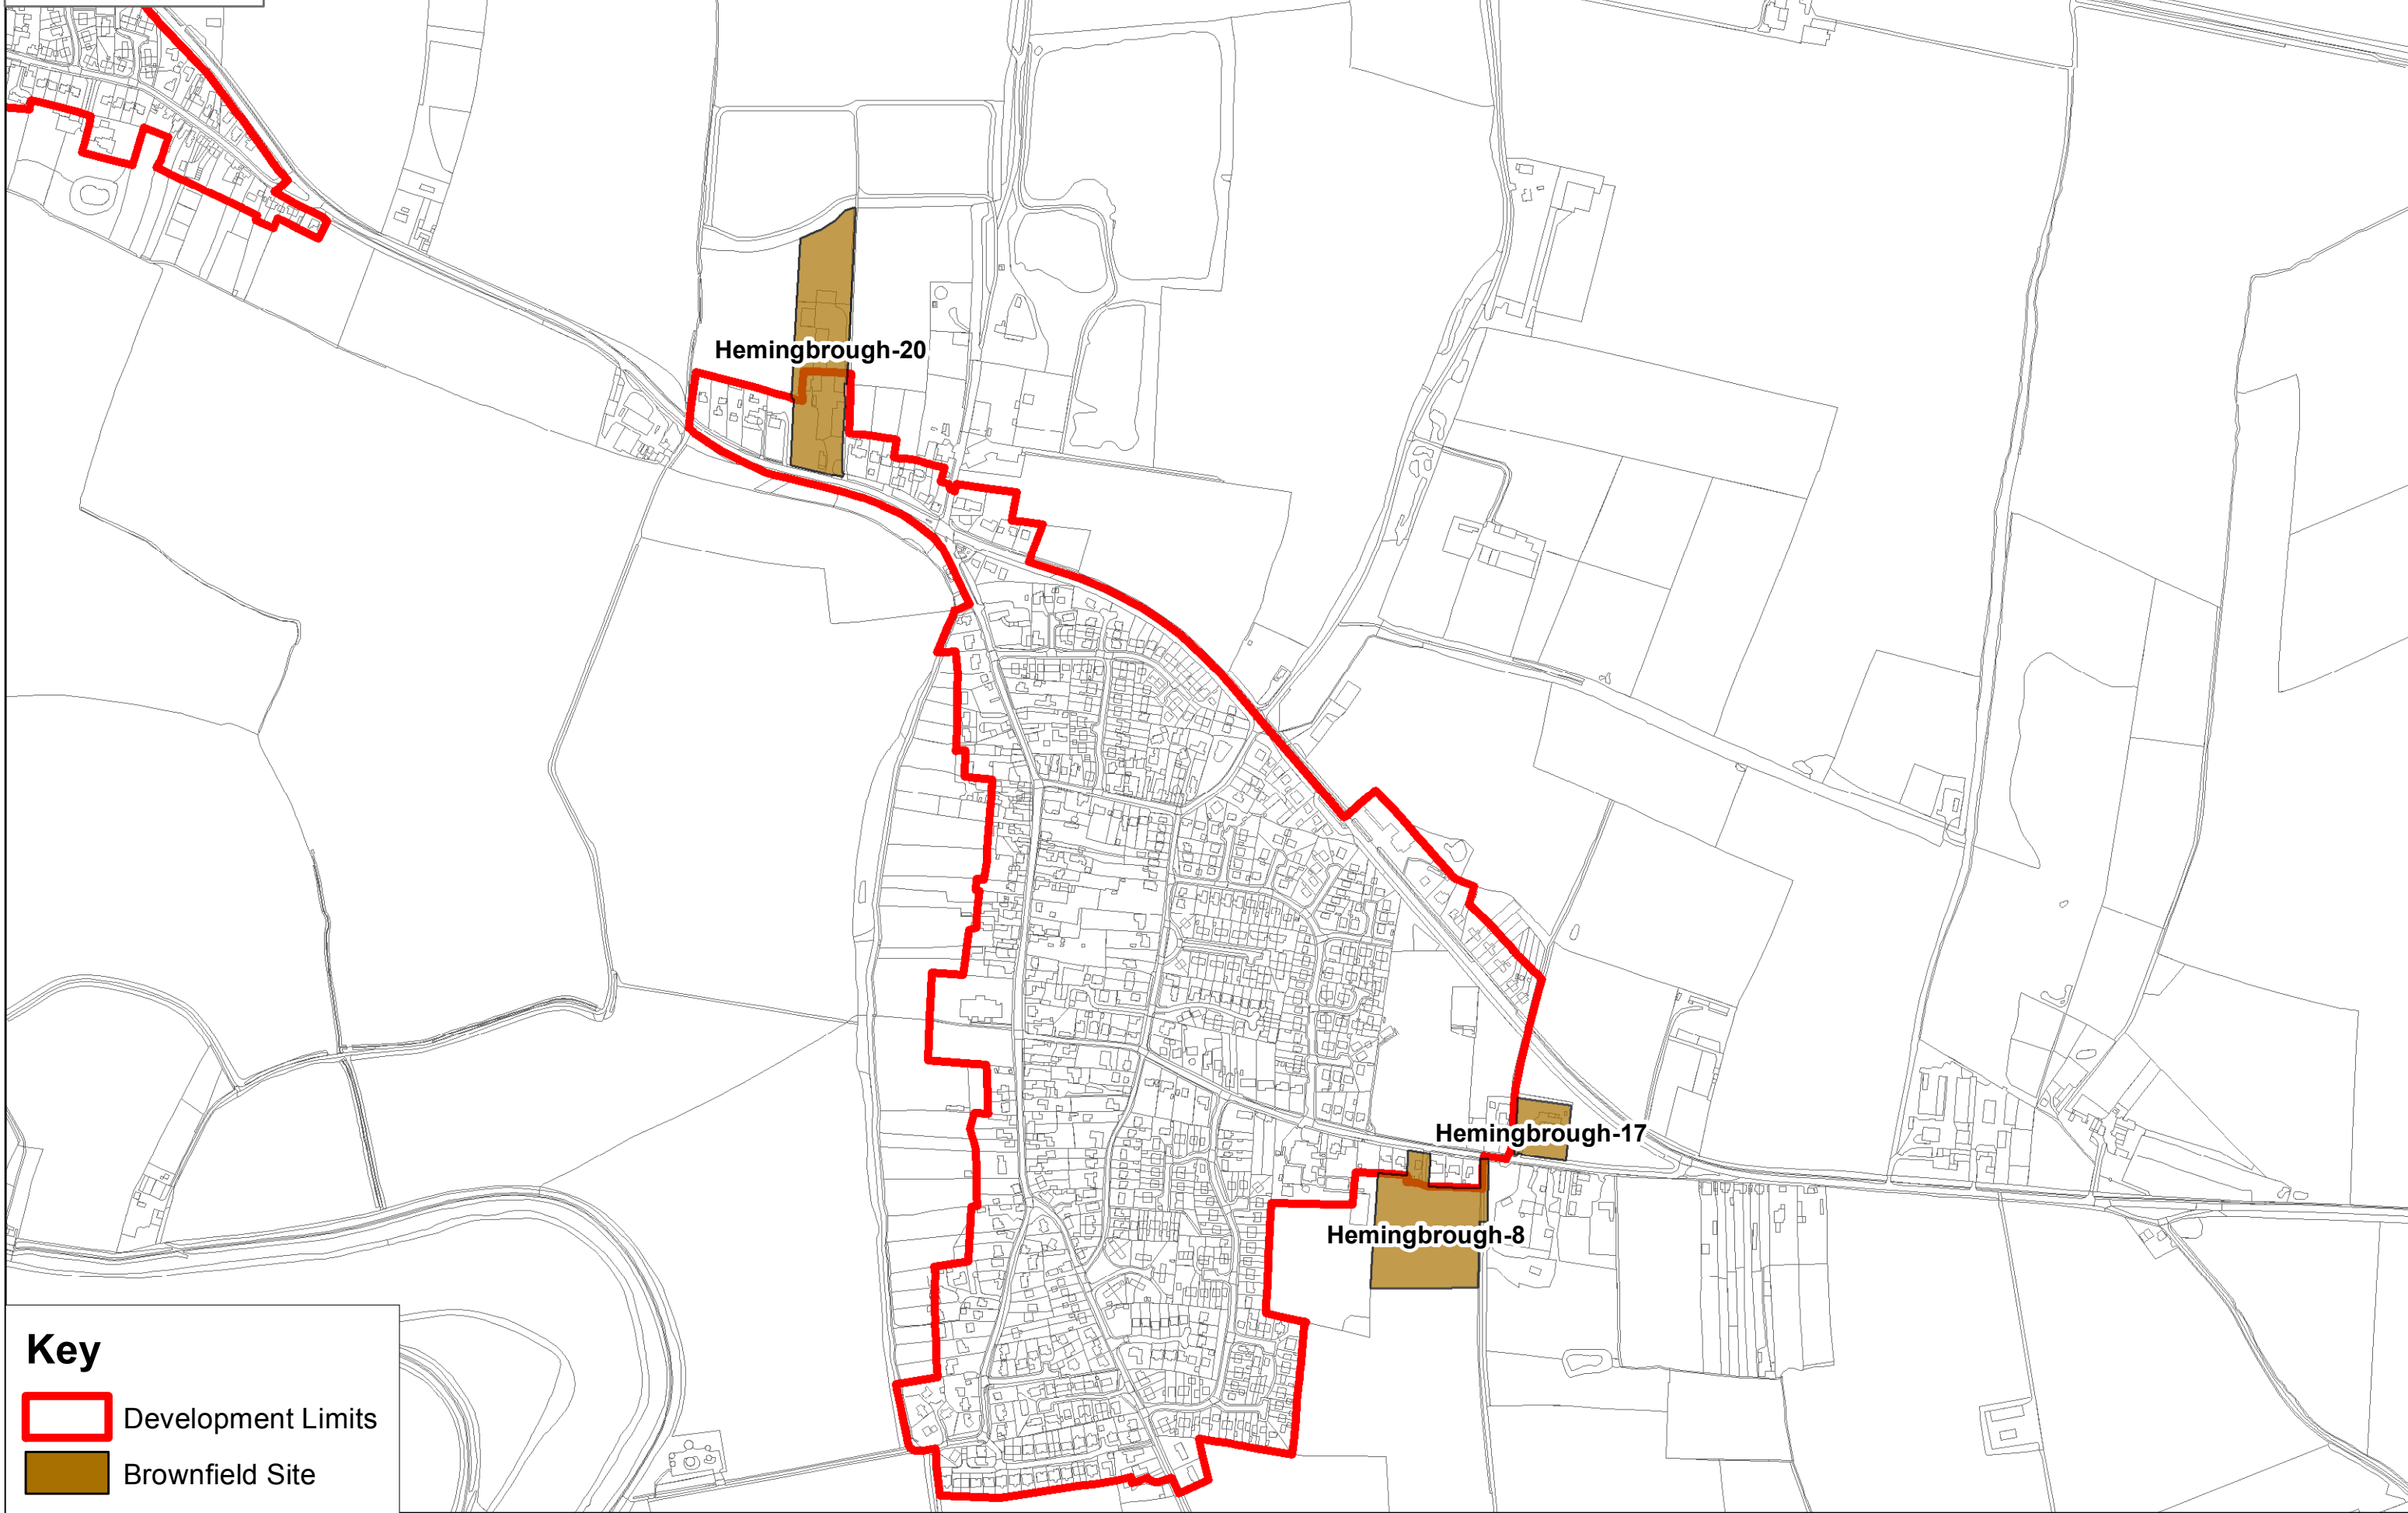 Hemingbrough-20
Hemingbrough-17
Hemingbrough-8
Key
Development Limits
Brownfield Site